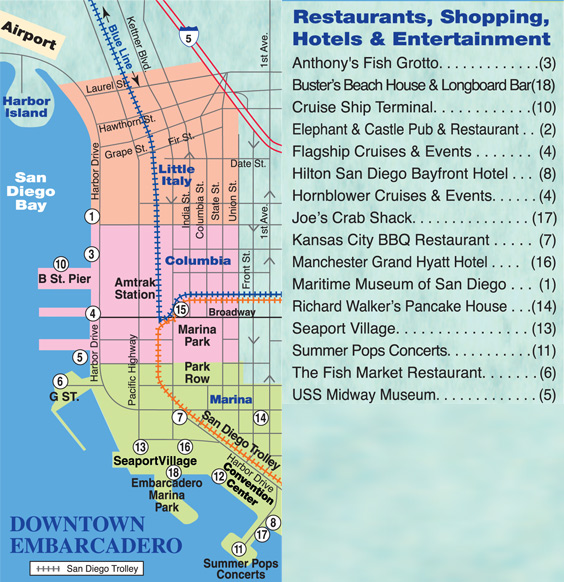 Airport
Harbor
Island
San
Diego
Bay
Blue Line
Kettner Blvd
5
1st Ave.
Laurel St.
Hawthorn St.
Grape St.
Fir St.
Date St.
Harbor Drive
Little
Italy
India St.
Columbia St.
State St.
Union St.
1st Ave.
1
3
10
B St. Pier
Amtrak
Station
Columbia
Front St.
4
15
Broadway
Marina
Park
Harbor Drive
Pacific Highway
5
Park
Row
6
G ST.
Marina
7
14
San Diego Trolley
13
16
SeaportVillage
18
Embarcadero
Marina
Park
12
Harbor Drive
Convention
Center
8
17
11
Summer Pops
Concerts
DOWNTOWN
EMBARCADERO
San Diego Trolley
Restaurants, Shopping,
Hotels & Entertainment
Anthony's Fish Grotto. . . . . . . . . . . . (3)
Buster's Beach House & Longboard Bar(18)
Cruise Ship Terminal. . . . . . . . . . . . (10)
Elephant & Castle Pub & Restaurant . . (2)
Flagship Cruises & Events . . . . . . . (4)
Hilton San Diego Bayfront Hotel . . . (8)
Hornblower Cruises & Events. . . . . (4)
Joe's Crab Shack. . . . . . . . . . . . . . (17)
Kansas City BBQ Restaurant . . . . . (7)
Manchester Grand Hyatt Hotel . . . (16)
Maritime Museum of San Diego . . . (1)
Richard Walker's Pancake House . . .(14)
Seaport Village. . . . . . . . . . . . . . . . (13)
Summer Pops Concerts. . . . . . . . . . (11)
The Fish Market Restaurant. . . . . . (6)
USS Midway Museum. . . . . . . . . . . . (5)